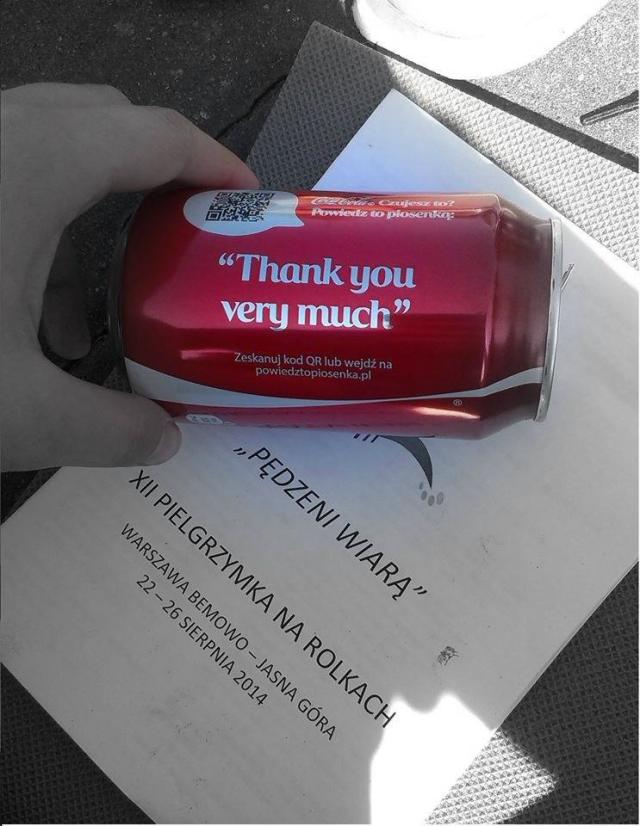 Coca-Cola Czujesz to?
Powiedz to piosenką:
“Thank you
very much”
Zeskanuj kod QR lub wejdź na
powiedztopiosenka.pl
®
„PĘDZENI WIARĄ”
XII PIELGRZYMKA NA ROLKACH
WARSZAWA BEMOWO – JASNA GÓRA
22 – 26 SIERPNIA 2014